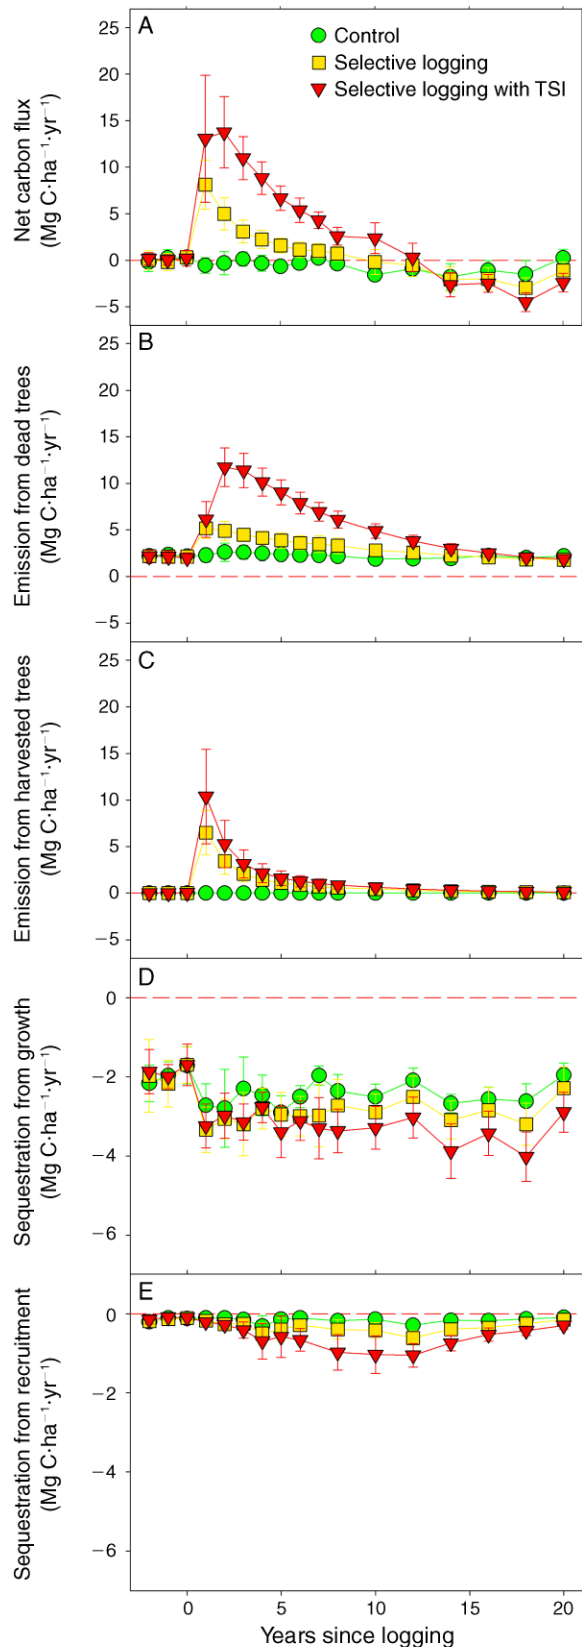 A
Control
Selective logging
Selective logging with TSI
Net carbon flux
(Mg C·ha⁻¹·yr⁻¹)
25
20
15
10
5
0
−5
B
Emission from dead trees
(Mg C·ha⁻¹·yr⁻¹)
25
20
15
10
5
0
−5
C
Emission from harvested trees
(Mg C·ha⁻¹·yr⁻¹)
25
20
15
10
5
0
−5
D
Sequestration from growth
(Mg C·ha⁻¹·yr⁻¹)
0
−2
−4
−6
E
Sequestration from recruitment
(Mg C·ha⁻¹·yr⁻¹)
0
−2
−4
−6
0 5 10 15 20
Years since logging